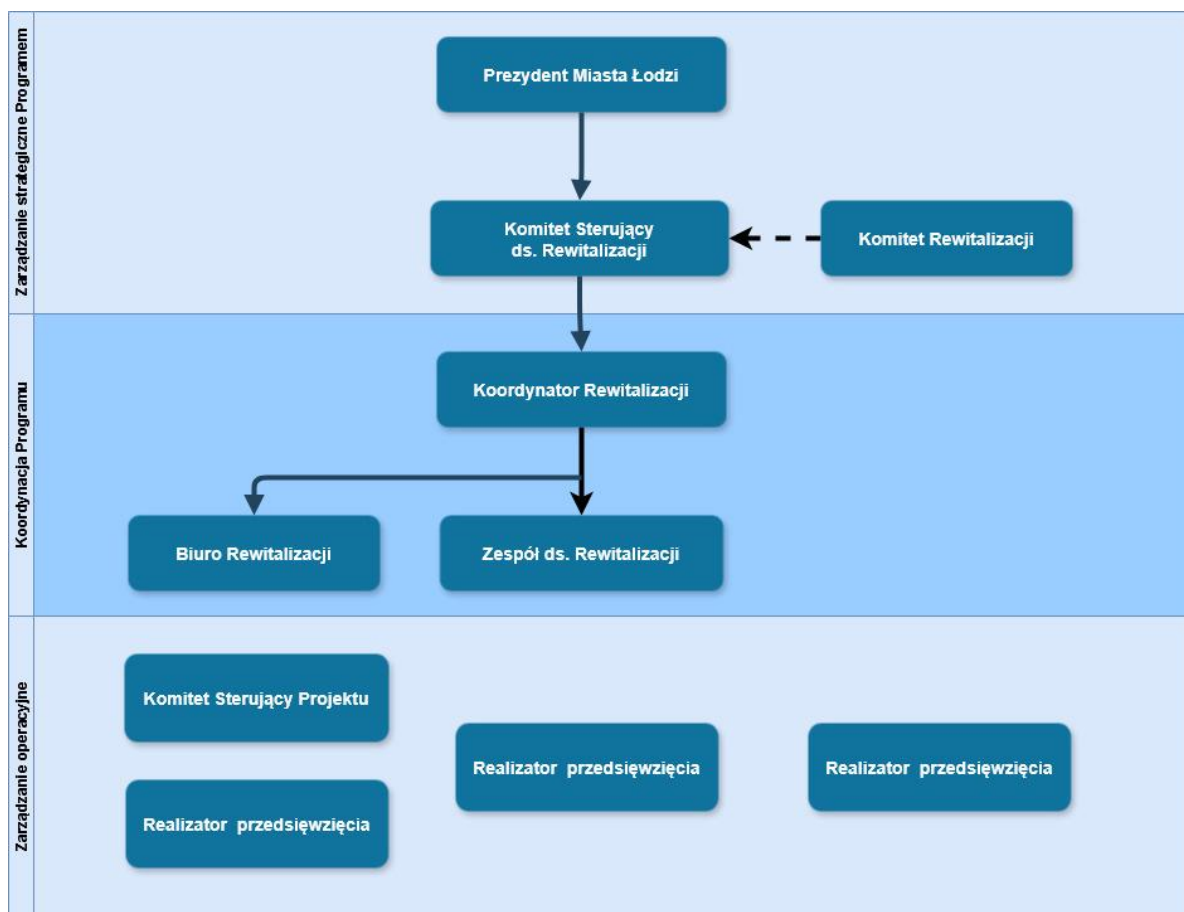 Zarządzanie strategiczne Programem
Prezydent Miasta Łodzi
Komitet Sterujący
ds. Rewitalizacji
Komitet Rewitalizacji
Koordynacja Programu
Koordynator Rewitalizacji
Biuro Rewitalizacji
Zespół ds. Rewitalizacji
Zarządzanie operacyjne
Komitet Sterujący Projektu
Realizator przedsięwzięcia
Realizator przedsięwzięcia
Realizator przedsięwzięcia